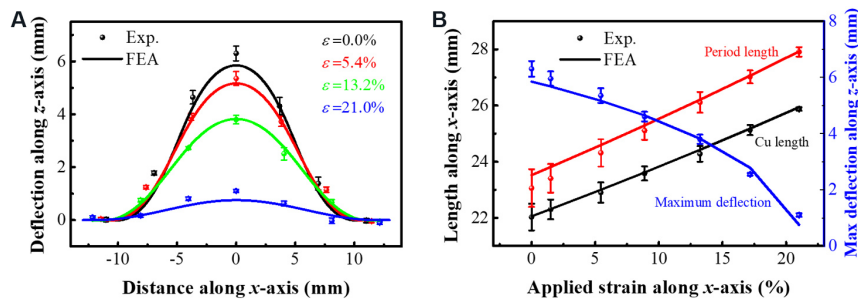 A
Deflection along z-axis (mm)
6
4
2
0
Exp.
FEA
ε=0.0%
ε=5.4%
ε=13.2%
ε=21.0%
-10
-5
0
5
10
Distance along x-axis (mm)
B
Length along x-axis (mm)
28
26
24
22
Exp.
FEA
Period length
Cu length
Maximum deflection
8
6
4
2
0
Max deflection along z-axis (mm)
0
5
10
15
20
Applied strain along x-axis (%)